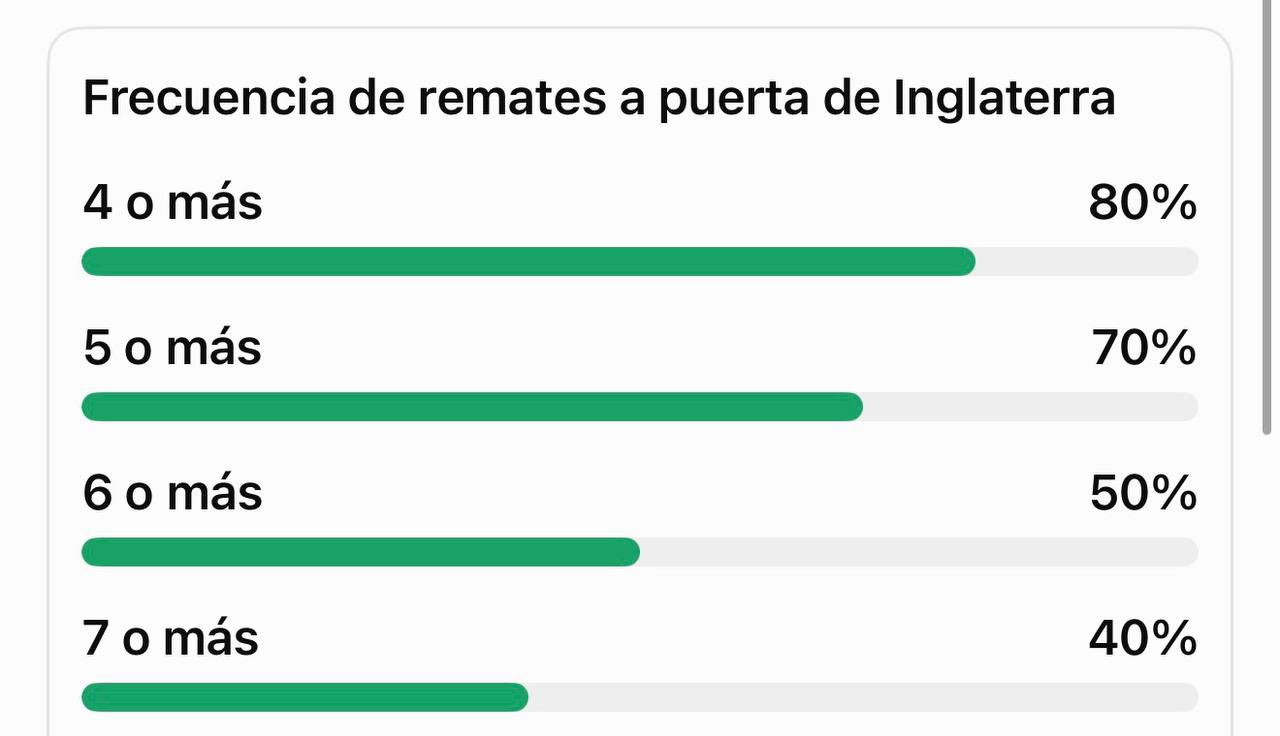 Frecuencia de remates a puerta de Inglaterra
4 o más 80%
5 o más 70%
6 o más 50%
7 o más 40%